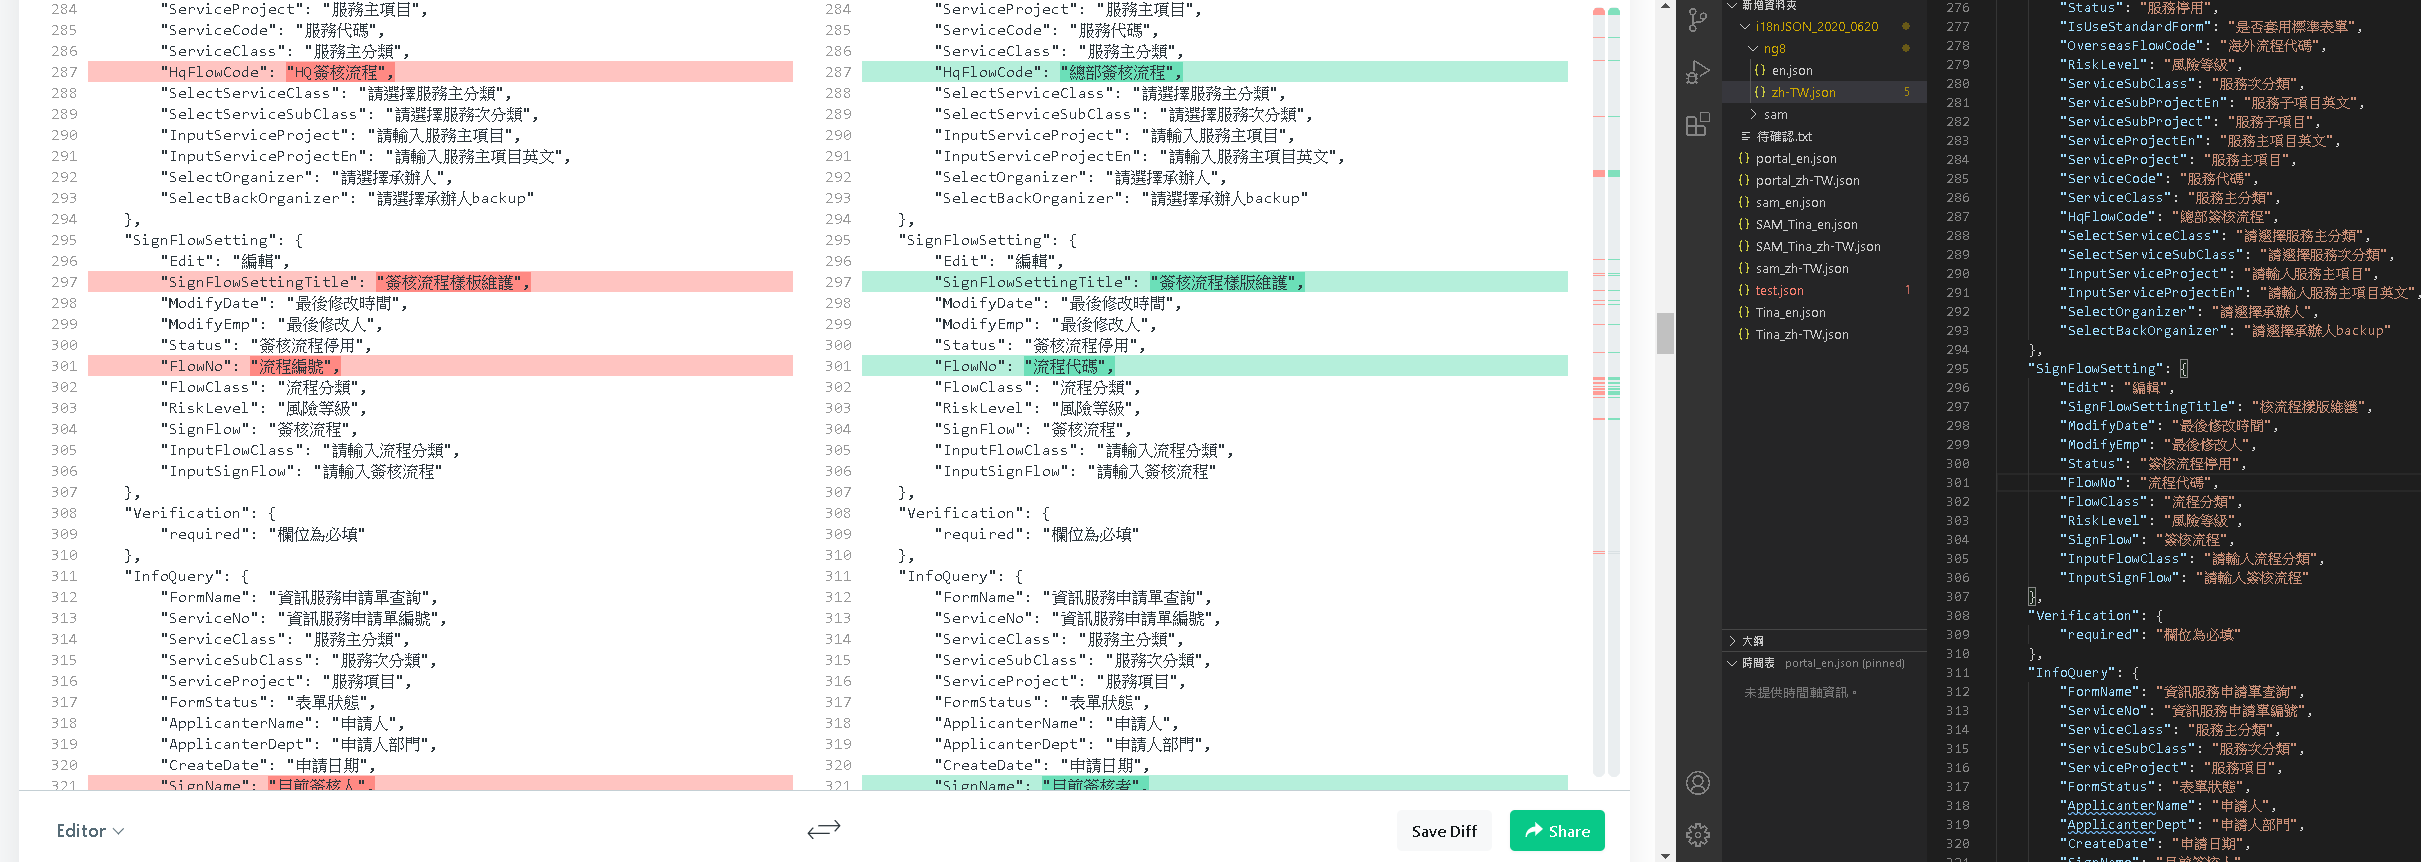 284 "ServiceProject": "服務主項目",
285 "ServiceCode": "服務代碼",
286 "ServiceClass": "服務主分類",
287 "HqFlowCode": "HQ簽核流程",
288 "SelectServiceClass": "請選擇服務主分類",
289 "SelectServiceSubClass": "請選擇服務次分類",
290 "InputServiceProject": "請輸入服務主項目",
291 "InputServiceProjectEn": "請輸入服務主項目英文",
292 "SelectOrganizer": "請選擇承辦人",
293 "SelectBackOrganizer": "請選擇承辦人backup"
294 },
295 "SignFlowSetting": {
296 "Edit": "編輯",
297 "SignFlowSettingTitle": "簽核流程樣板維護",
298 "ModifyDate": "最後修改時間",
299 "ModifyEmp": "最後修改人",
300 "Status": "簽核流程停用",
301 "FlowNo": "流程編號",
302 "FlowClass": "流程分類",
303 "RiskLevel": "風險等級",
304 "SignFlow": "簽核流程",
305 "InputFlowClass": "請輸入流程分類",
306 "InputSignFlow": "請輸入簽核流程"
307 },
308 "Verification": {
309 "required": "欄位為必填"
310 },
311 "InfoQuery": {
312 "FormName": "資訊服務申請單查詢",
313 "ServiceNo": "資訊服務申請單編號",
314 "ServiceClass": "服務主分類",
315 "ServiceSubClass": "服務次分類",
316 "ServiceProject": "服務項目",
317 "FormStatus": "表單狀態",
318 "ApplicanterName": "申請人",
319 "ApplicanterDept": "申請人部門",
320 "CreateDate": "申請日期",
321 "SignName": "目前簽核人",
284 "ServiceProject": "服務主項目",
285 "ServiceCode": "服務代碼",
286 "ServiceClass": "服務主分類",
287 "HqFlowCode": "總部簽核流程",
288 "SelectServiceClass": "請選擇服務主分類",
289 "SelectServiceSubClass": "請選擇服務次分類",
290 "InputServiceProject": "請輸入服務主項目",
291 "InputServiceProjectEn": "請輸入服務主項目英文",
292 "SelectOrganizer": "請選擇承辦人",
293 "SelectBackOrganizer": "請選擇承辦人backup"
294 },
295 "SignFlowSetting": {
296 "Edit": "編輯",
297 "SignFlowSettingTitle": "簽核流程樣版維護",
298 "ModifyDate": "最後修改時間",
299 "ModifyEmp": "最後修改人",
300 "Status": "簽核流程停用",
301 "FlowNo": "流程代碼",
302 "FlowClass": "流程分類",
303 "RiskLevel": "風險等級",
304 "SignFlow": "簽核流程",
305 "InputFlowClass": "請輸入流程分類",
306 "InputSignFlow": "請輸入簽核流程"
307 },
308 "Verification": {
309 "required": "欄位為必填"
310 },
311 "InfoQuery": {
312 "FormName": "資訊服務申請單查詢",
313 "ServiceNo": "資訊服務申請單編號",
314 "ServiceClass": "服務主分類",
315 "ServiceSubClass": "服務次分類",
316 "ServiceProject": "服務項目",
317 "FormStatus": "表單狀態",
318 "ApplicanterName": "申請人",
319 "ApplicanterDept": "申請人部門",
320 "CreateDate": "申請日期",
321 "SignName": "目前簽核者",
Editor
Save Diff
Share
新增資料夾
i18nJSON_2020_0620
ng8
{} en.json
{} zh-TW.json 5
sam
待確認.txt
{} portal_en.json
{} portal_zh-TW.json
{} sam_en.json
{} SAM_Tina_en.json
{} SAM_Tina_zh-TW.json
{} sam_zh-TW.json
{} test.json 1
{} Tina_en.json
{} Tina_zh-TW.json
大綱
時間表 portal_en.json (pinned)
未提供時間軸資訊。
276 "Status": "服務停用",
277 "IsUseStandardForm": "是否套用標準表單",
278 "OverseasFlowCode": "海外流程代碼",
279 "RiskLevel": "風險等級",
280 "ServiceSubClass": "服務次分類",
281 "ServiceSubProjectEn": "服務子項目英文",
282 "ServiceSubProject": "服務子項目",
283 "ServiceProjectEn": "服務主項目英文",
284 "ServiceProject": "服務主項目",
285 "ServiceCode": "服務代碼",
286 "ServiceClass": "服務主分類",
287 "HqFlowCode": "總部簽核流程",
288 "SelectServiceClass": "請選擇服務主分類",
289 "SelectServiceSubClass": "請選擇服務次分類",
290 "InputServiceProject": "請輸入服務主項目",
291 "InputServiceProjectEn": "請輸入服務主項目英文",
292 "SelectOrganizer": "請選擇承辦人",
293 "SelectBackOrganizer": "請選擇承辦人backup"
294 },
295 "SignFlowSetting": {
296 "Edit": "編輯",
297 "SignFlowSettingTitle": "核流程樣版維護",
298 "ModifyDate": "最後修改時間",
299 "ModifyEmp": "最後修改人",
300 "Status": "簽核流程停用",
301 "FlowNo": "流程代碼",
302 "FlowClass": "流程分類",
303 "RiskLevel": "風險等級",
304 "SignFlow": "簽核流程",
305 "InputFlowClass": "請輸入流程分類",
306 "InputSignFlow": "請輸入簽核流程"
307 },
308 "Verification": {
309 "required": "欄位為必填"
310 },
311 "InfoQuery": {
312 "FormName": "資訊服務申請單查詢",
313 "ServiceNo": "資訊服務申請單編號",
314 "ServiceClass": "服務主分類",
315 "ServiceSubClass": "服務次分類",
316 "ServiceProject": "服務項目",
317 "FormStatus": "表單狀態",
318 "ApplicanterName": "申請人",
319 "ApplicanterDept": "申請人部門",
320 "CreateDate": "申請日期",
321 "SignName": "目前簽核人",